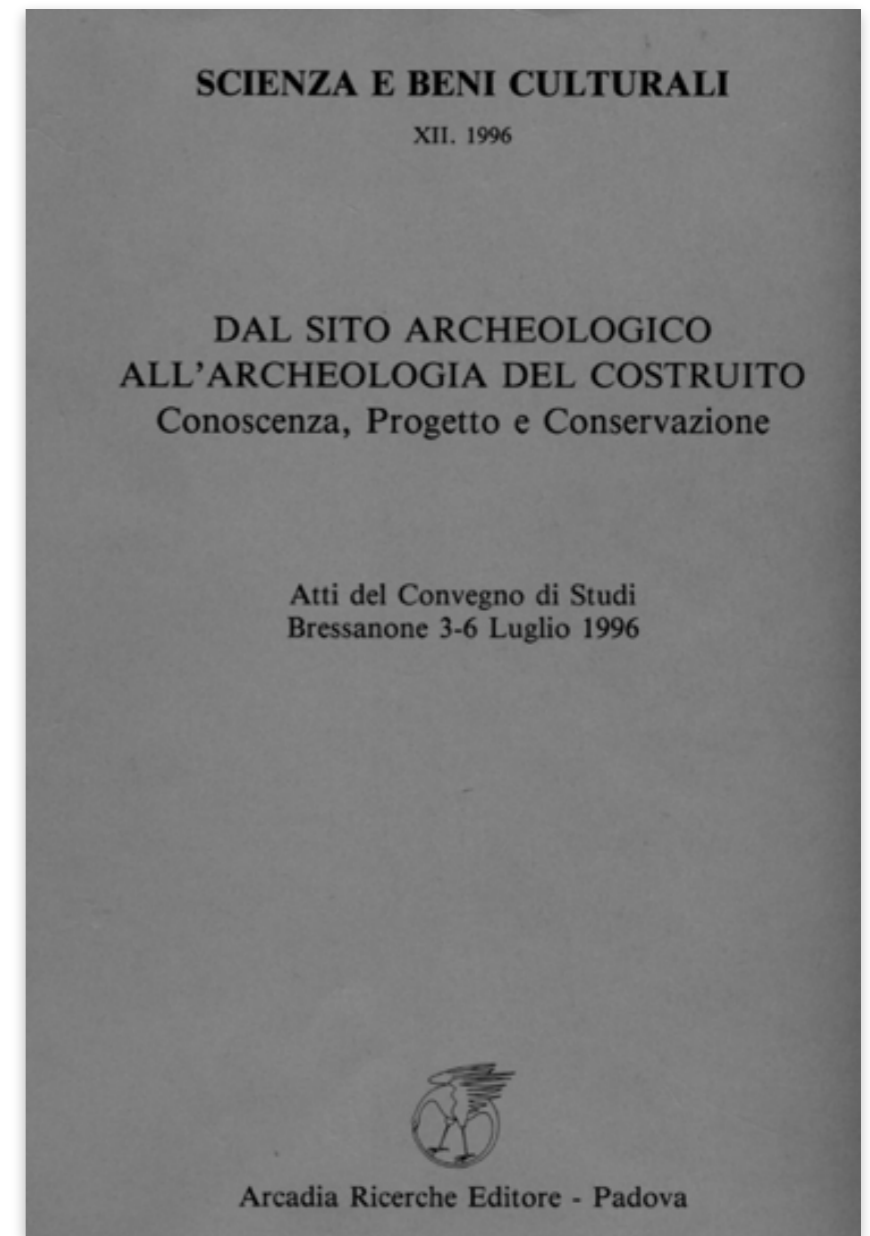 SCIENZA E BENI CULTURALI
XII. 1996
DAL SITO ARCHEOLOGICO
ALL'ARCHEOLOGIA DEL COSTRUITO
Conoscenza, Progetto e Conservazione
Atti del Convegno di Studi
Bressanone 3-6 Luglio 1996
Arcadia Ricerche Editore - Padova